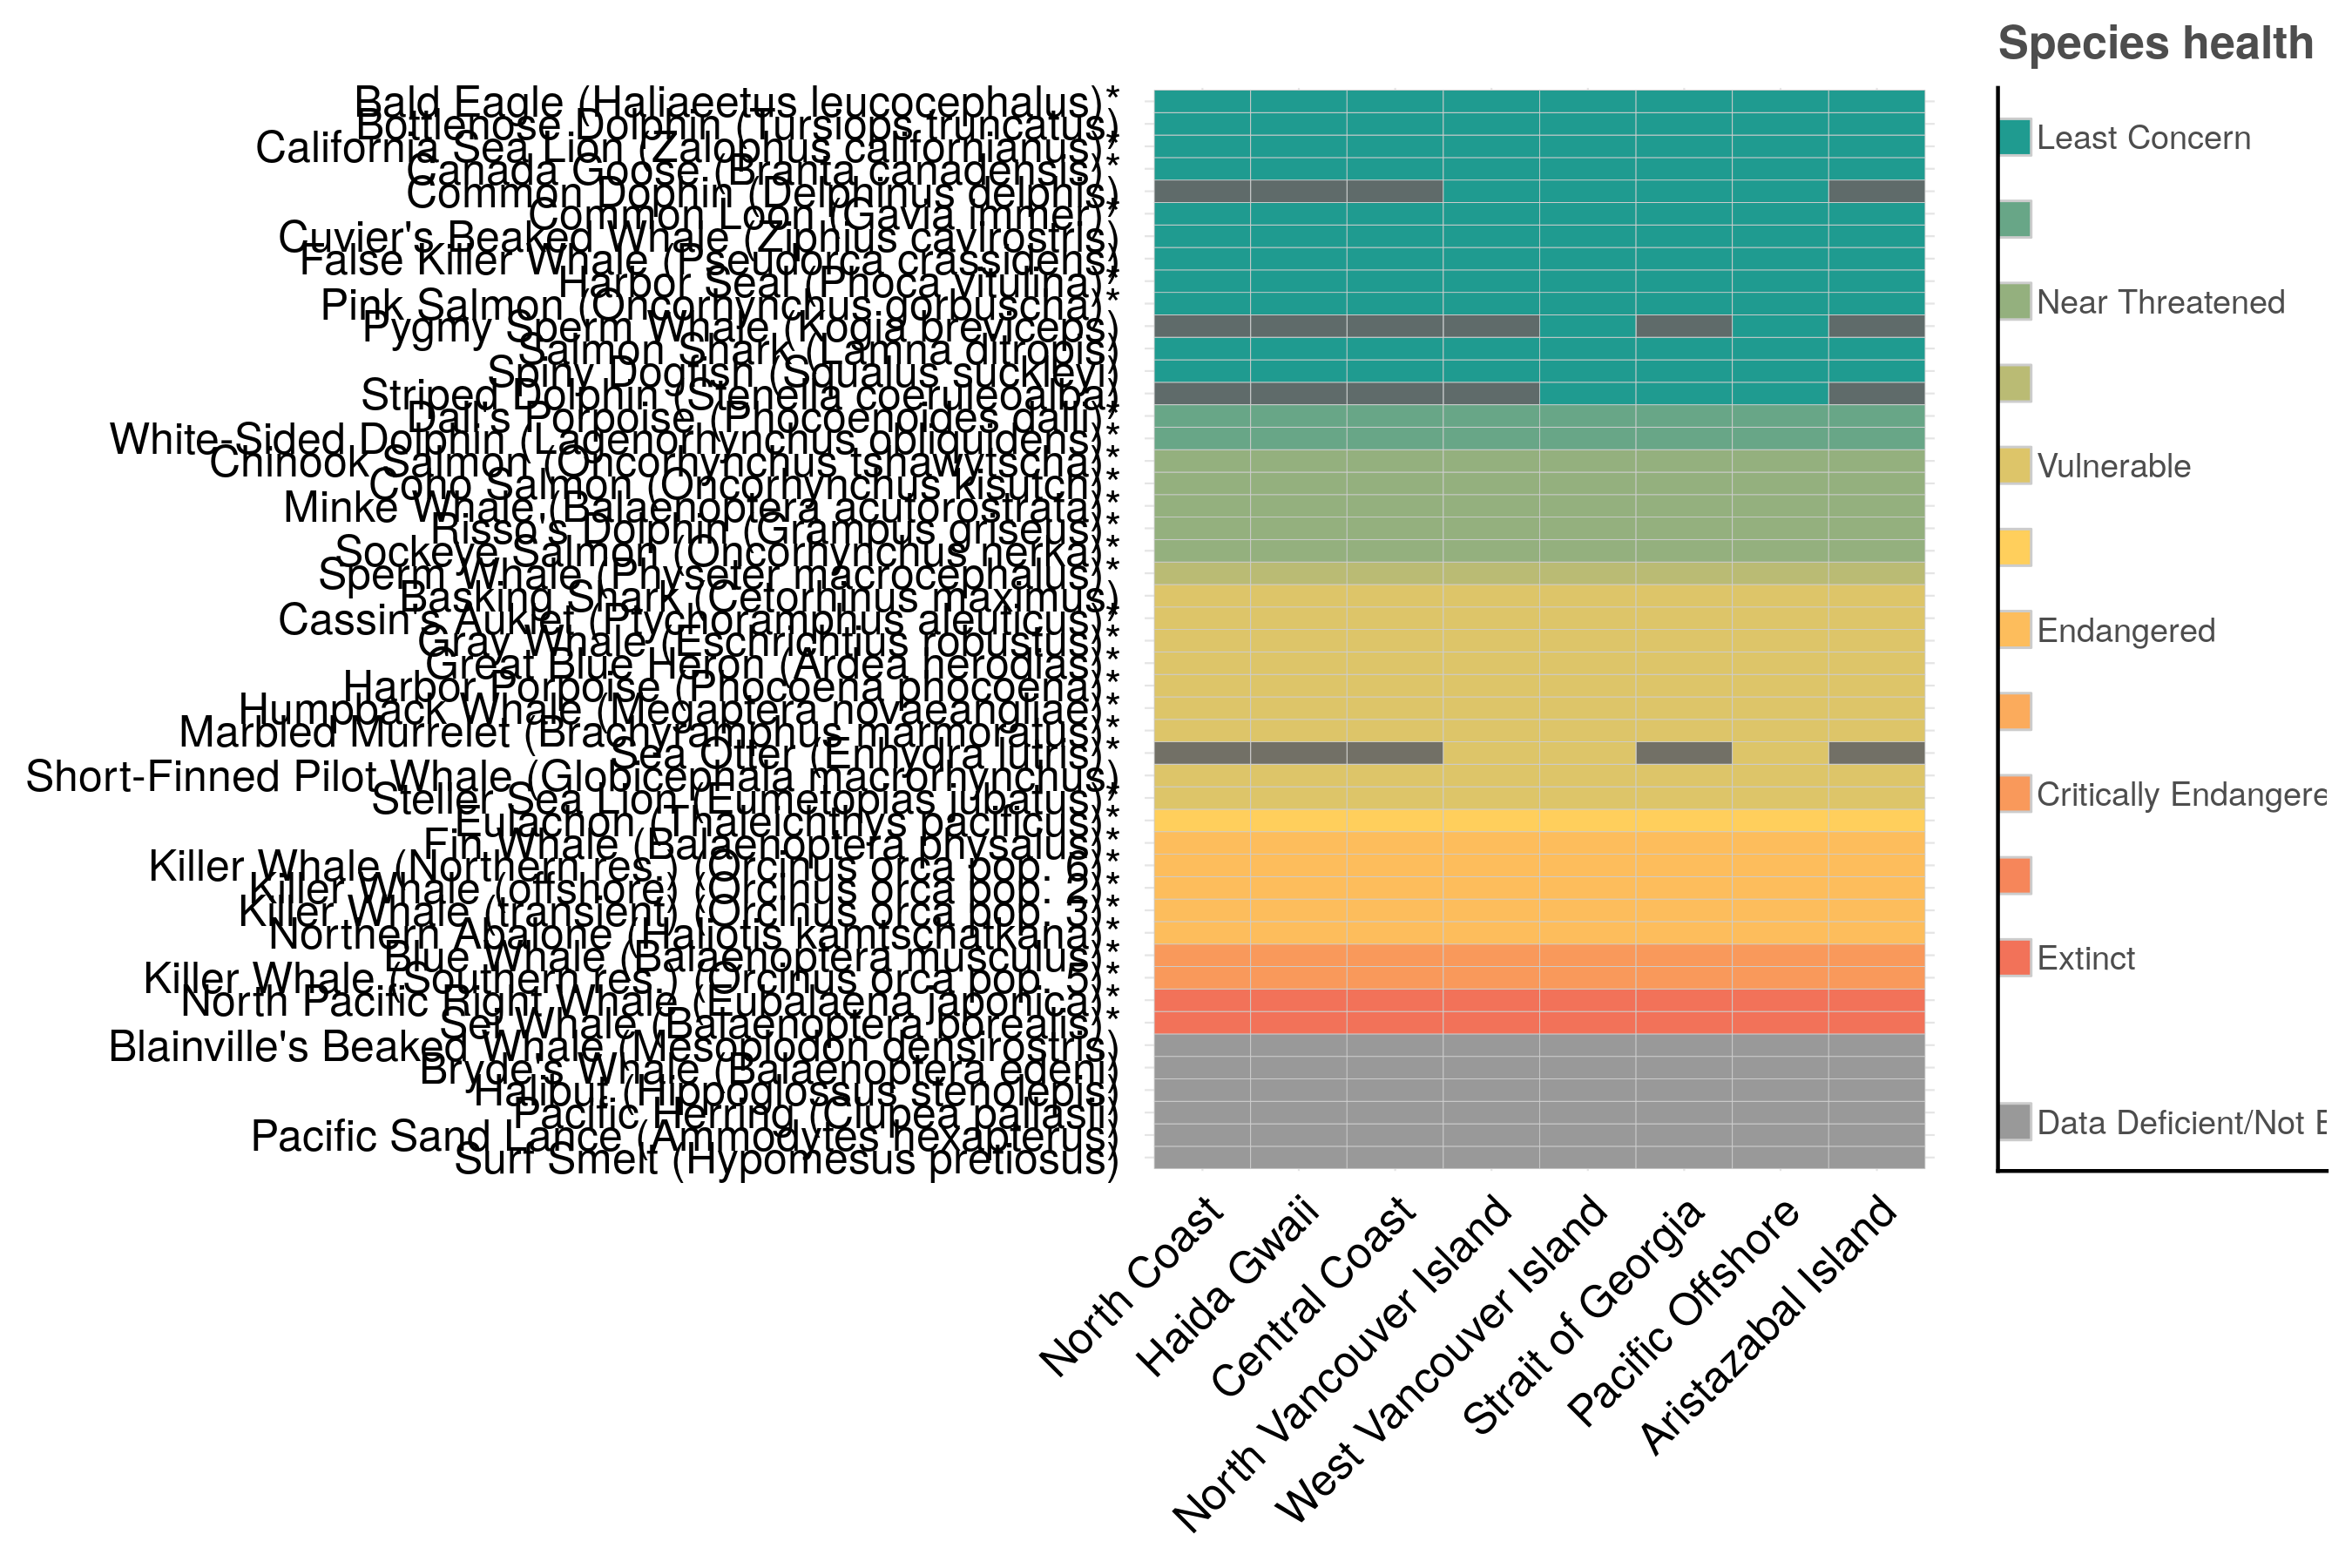 Species health
Bald Eagle (Haliaeetus leucocephalus)*
Bottlenose Dolphin (Tursiops truncatus)
California Sea Lion (Zalophus californianus)*
Canada Goose (Branta canadensis)*
Common Dophin (Delphinus delphis)
Common Loon (Gavia immer)*
Cuvier's Beaked Whale (Ziphius cavirostris)
False Killer Whale (Pseudorca crassidens)
Harbor Seal (Phoca vitulina)*
Pink Salmon (Oncorhynchus gorbuscha)*
Pygmy Sperm Whale (Kogia breviceps)
Salmon Shark (Lamna ditropis)
Spiny Dogfish (Squalus suckleyi)
Striped Dolphin (Stenella coeruleoalba)
Dall's Porpoise (Phocoenoides dalli)*
White-Sided Dolphin (Lagenorhynchus obliquidens)*
Chinook Salmon (Oncorhynchus tshawytscha)*
Coho Salmon (Oncorhynchus kisutch)*
Minke Whale (Balaenoptera acutorostrata)*
Risso's Dolphin (Grampus griseus)*
Sockeye Salmon (Oncorhynchus nerka)*
Sperm Whale (Physeter macrocephalus)*
Basking Shark (Cetorhinus maximus)
Cassin's Auklet (Ptychoramphus aleuticus)*
Gray Whale (Eschrichtius robustus)*
Great Blue Heron (Ardea herodias)*
Harbor Porpoise (Phocoena phocoena)*
Humpback Whale (Megaptera novaeangliae)*
Marbled Murrelet (Brachyramphus marmoratus)*
Sea Otter (Enhydra lutris)*
Short-Finned Pilot Whale (Globicephala macrorhynchus)
Steller Sea Lion (Eumetopias jubatus)*
Eulachon (Thaleichthys pacificus)*
Fin Whale (Balaenoptera physalus)*
Killer Whale (Northern res.) (Orcinus orca pop. 6)*
Killer Whale (offshore) (Orcinus orca pop. 2)*
Killer Whale (transient) (Orcinus orca pop. 3)*
Northern Abalone (Haliotis kamtschatkana)*
Blue Whale (Balaenoptera musculus)*
Killer Whale (Southern res.) (Orcinus orca pop. 5)*
North Pacific Right Whale (Eubalaena japonica)*
Sei Whale (Balaenoptera borealis)*
Blainville's Beaked Whale (Mesoplodon densirostris)
Bryde's Whale (Balaenoptera edeni)
Halibut (Hippoglossus stenolepis)
Pacific Herring (Clupea pallasii)
Pacific Sand Lance (Ammodytes hexapterus)
Surf Smelt (Hypomesus pretiosus)
North Coast
Haida Gwaii
Central Coast
North Vancouver Island
West Vancouver Island
Strait of Georgia
Pacific Offshore
Aristazabal Island
Least Concern
Near Threatened
Vulnerable
Endangered
Critically Endangere
Extinct
Data Deficient/Not E